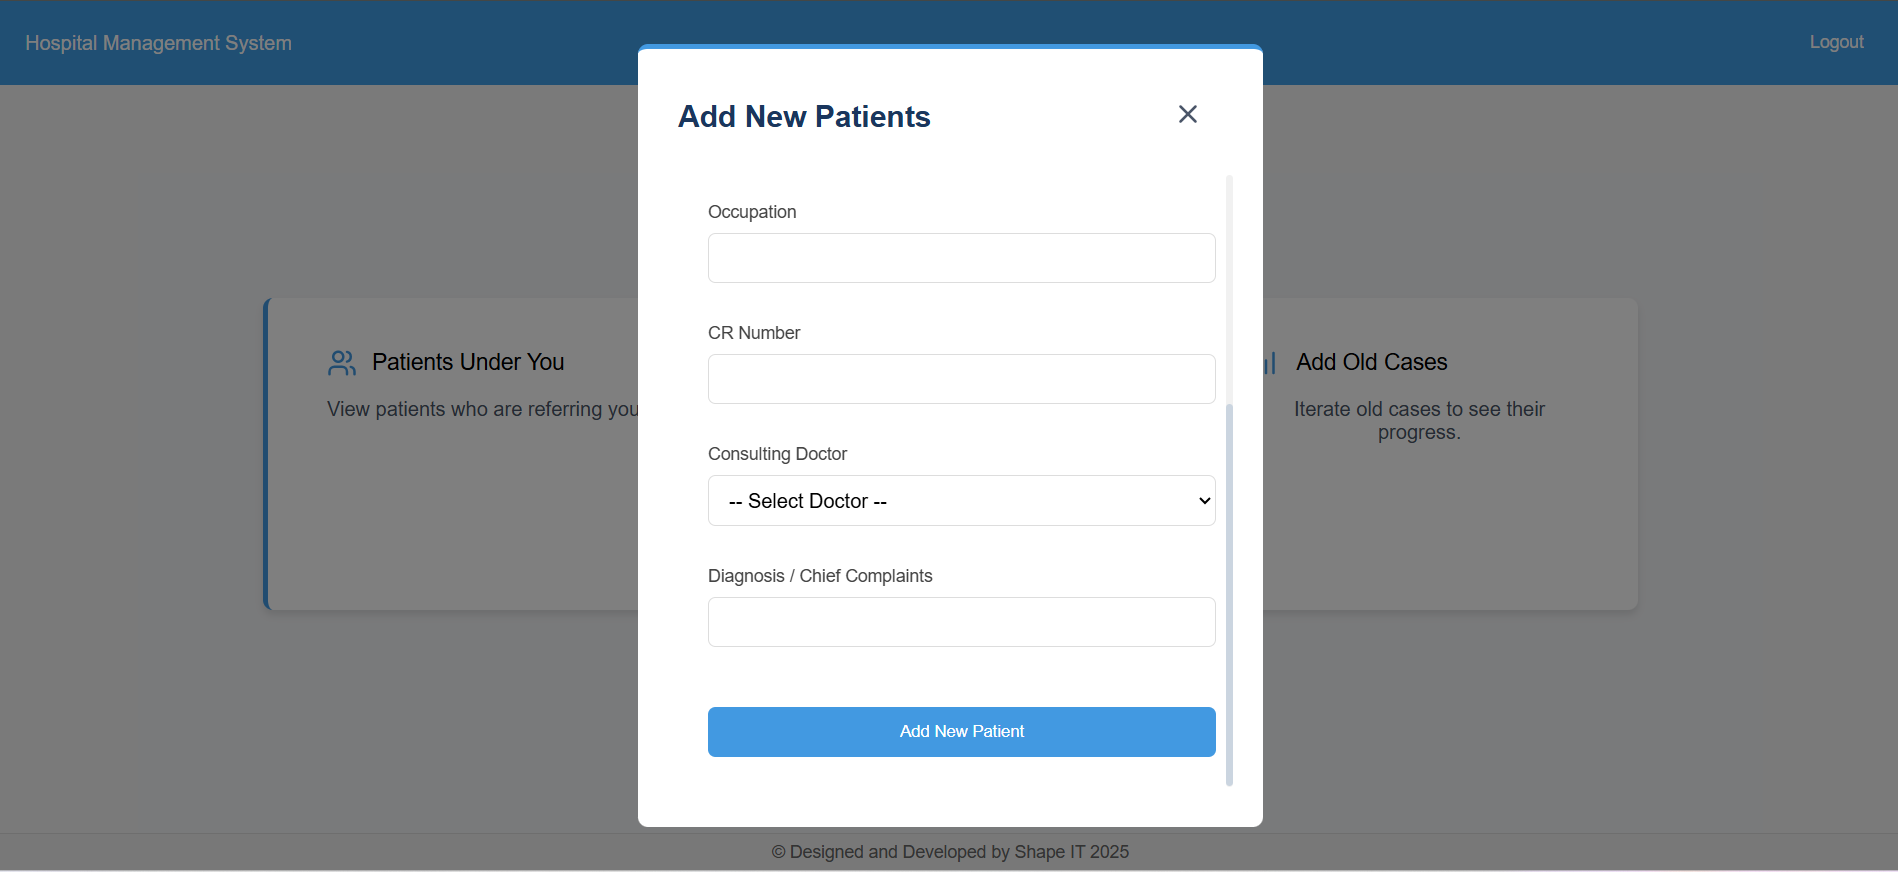 Hospital Management System
Logout
Add New Patients
Occupation
CR Number
Consulting Doctor
-- Select Doctor --
Diagnosis / Chief Complaints
Add New Patient
Patients Under You
View patients who are referring you
Add Old Cases
Iterate old cases to see their
progress.
© Designed and Developed by Shape IT 2025